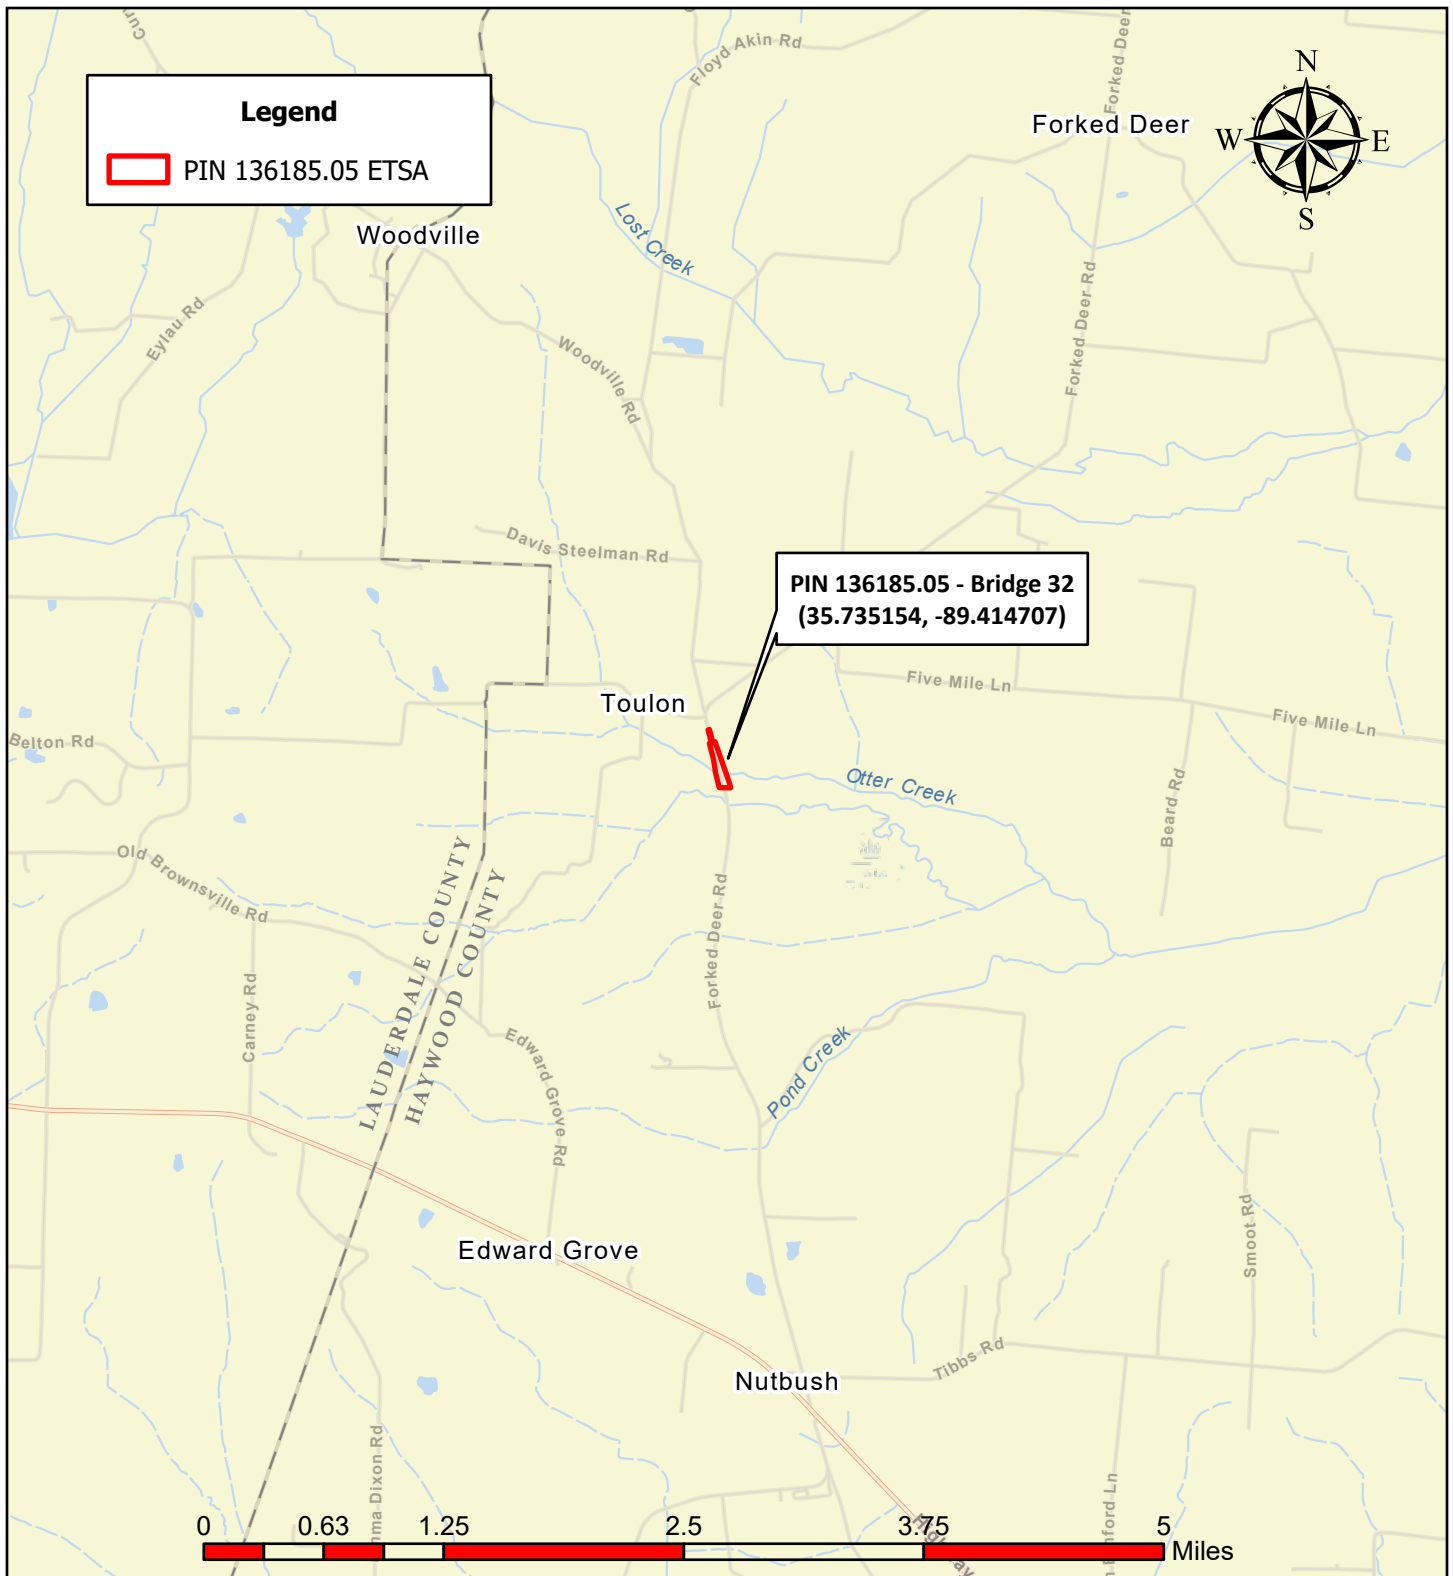 Floyd Akin Rd
Forked Deer
Legend
PIN 136185.05 ETSA
Forked Deer
N
W
E
S
Woodville
Lost Creek
Eylau Rd
Woodville Rd
Forked Deer Rd
Davis Steelman Rd
PIN 136185.05 - Bridge 32
(35.735154, -89.414707)
Five Mile Ln
Toulon
Five Mile Ln
Belton Rd
Otter Creek
Beard Rd
Old Brownsville Rd
LAUDERDALE COUNTY
HAYWOOD COUNTY
Forked Deer Rd
Carney Rd
Edward Grove Rd
Pond Creek
Smoot Rd
Edward Grove
Tibbs Rd
Nutbush
mma Dixon Rd
0 0.63 1.25 2.5 3.75 5
Miles